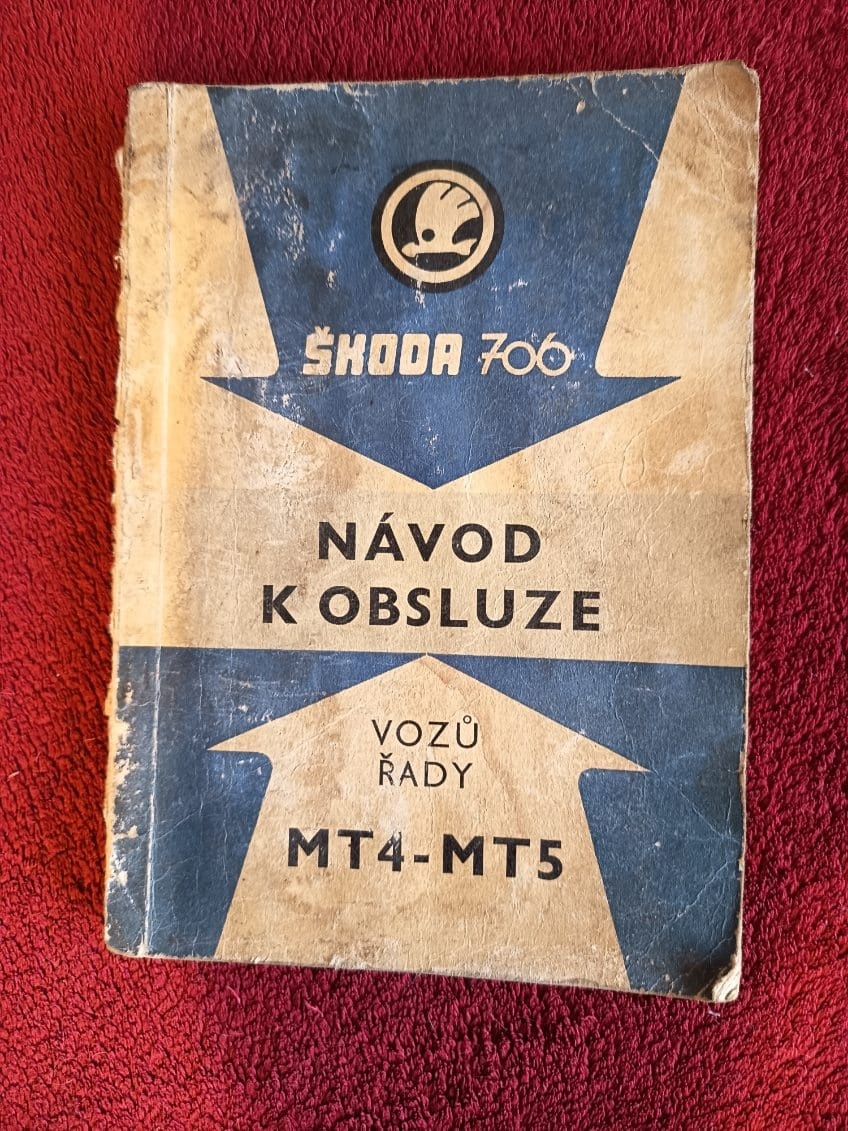 ŠKODA 706
NÁVOD
K OBSLUZE
VOZŮ
ŘADY
MT4-MT5